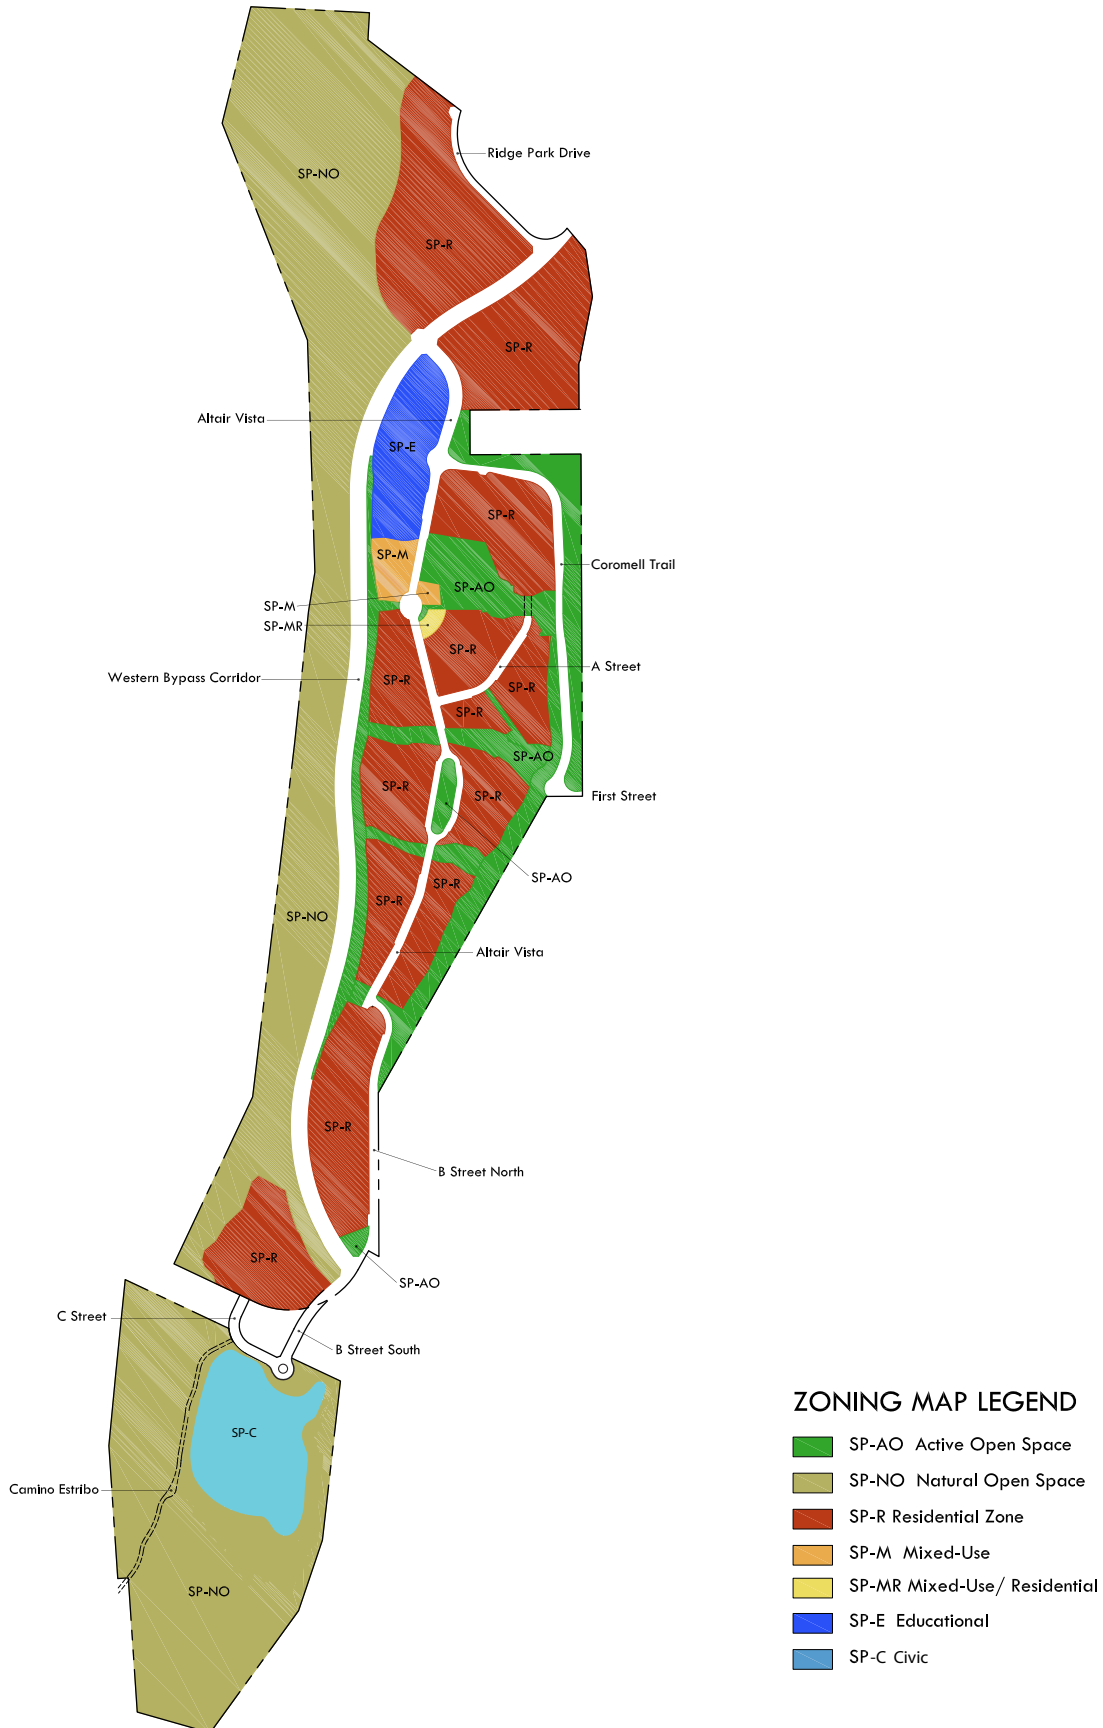 Ridge Park Drive
SP-NO
SP-R
SP-R
Altair Vista
SP-E
SP-R
SP-M
Coromell Trail
SP-AO
SP-M
SP-MR
SP-R
A Street
Western Bypass Corridor
SP-R
SP-R
SP-R
SP-AO
SP-R
SP-R
First Street
SP-AO
SP-R
SP-R
SP-NO
Altair Vista
SP-R
B Street North
SP-R
SP-AO
C Street
B Street South
SP-C
Camino Estribo
SP-NO
ZONING MAP LEGEND
SP-AO Active Open Space
SP-NO Natural Open Space
SP-R Residential Zone
SP-M Mixed-Use
SP-MR Mixed-Use/ Residential
SP-E Educational
SP-C Civic